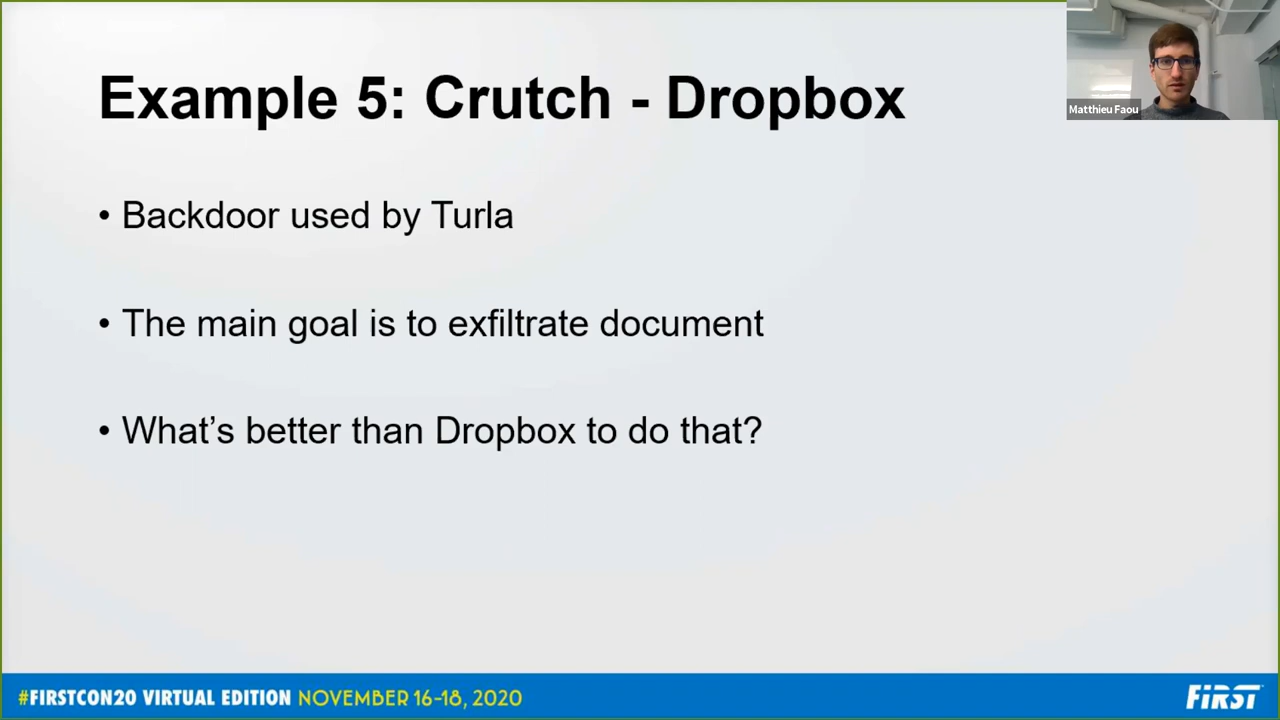 Example 5: Crutch - Dropbox
Matthieu Faou
• Backdoor used by Turla
• The main goal is to exfiltrate document
• What's better than Dropbox to do that?
#FIRSTCON20 VIRTUAL EDITION NOVEMBER 16-18, 2020
FIRST